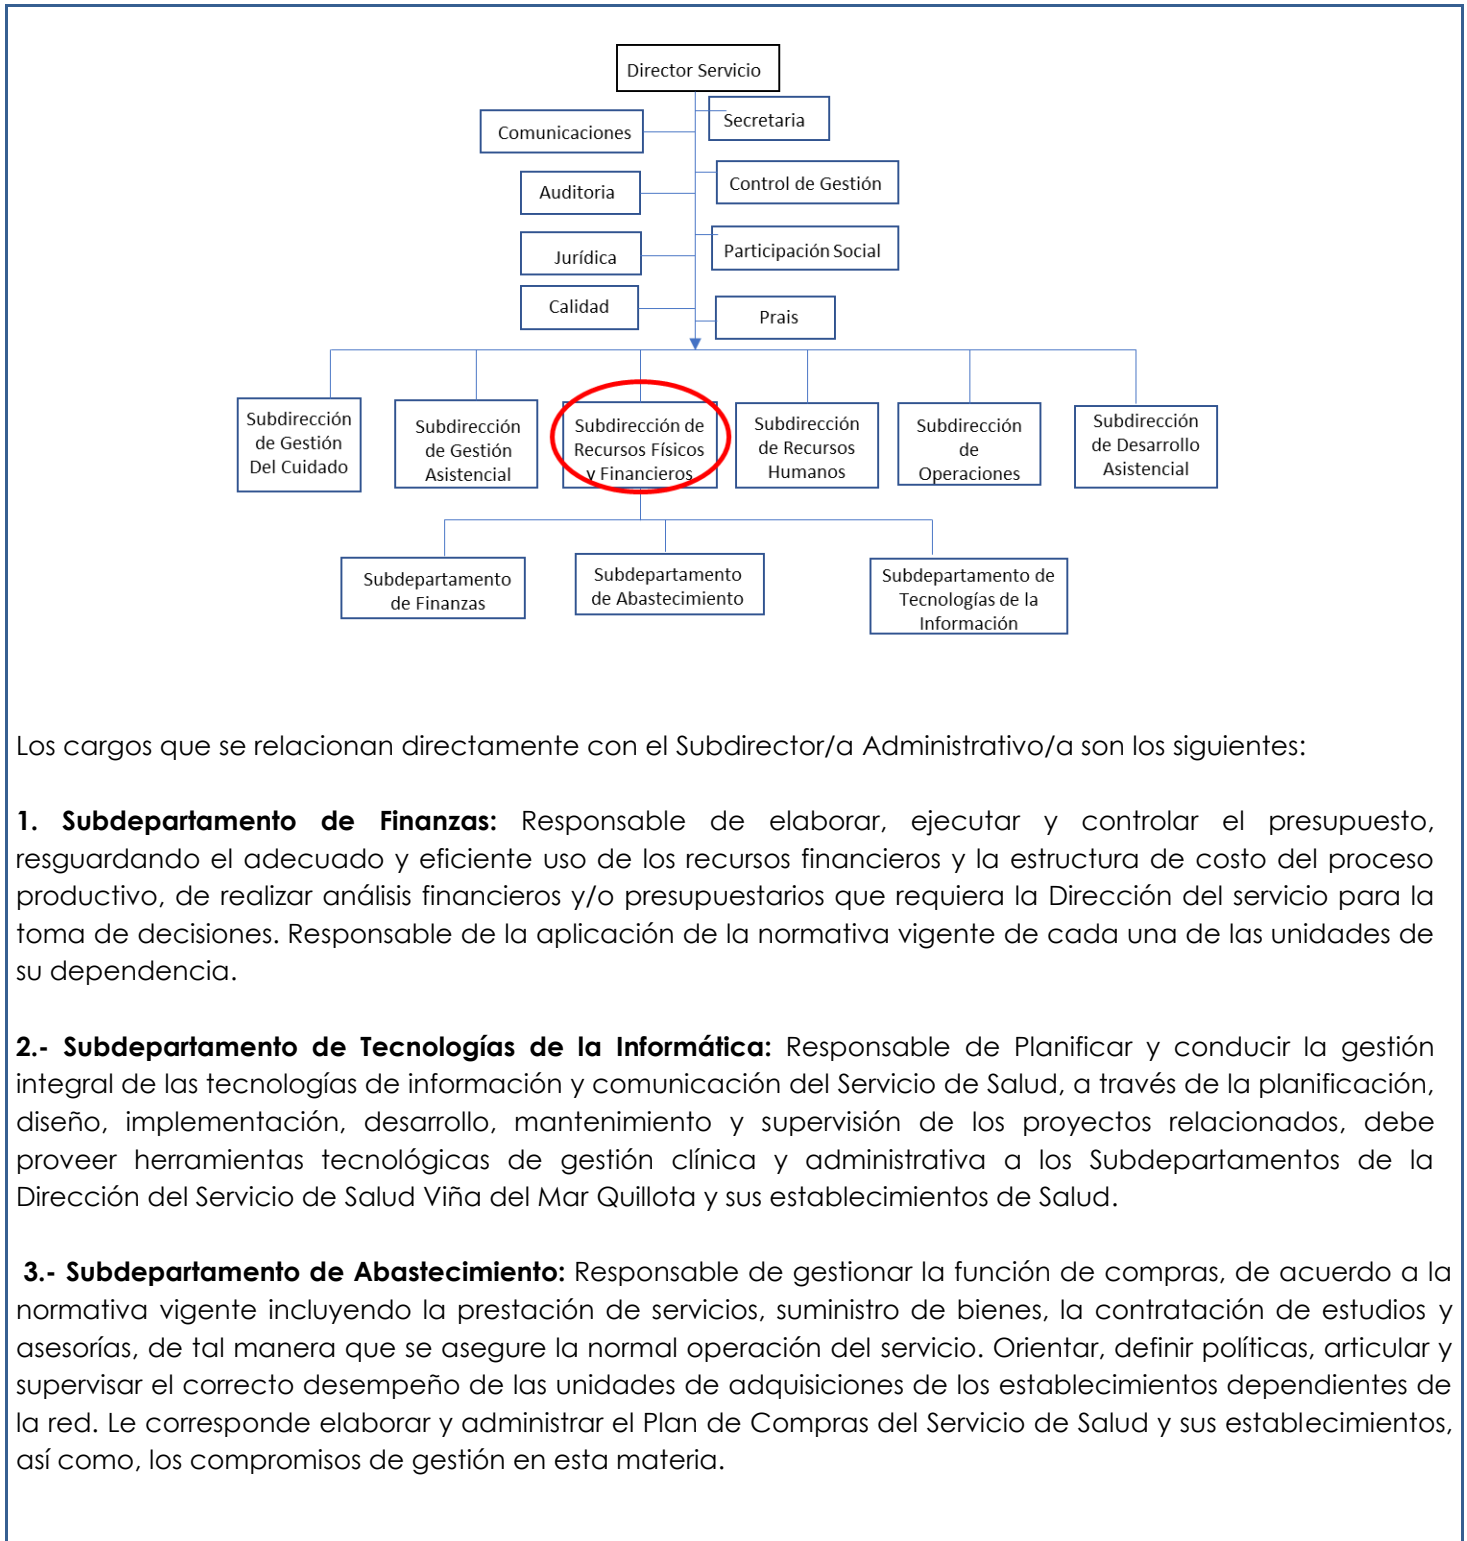 Director Servicio
Secretaria
Comunicaciones
Control de Gestión
Auditoria
Participación Social
Jurídica
Calidad
Prais
Subdirección
de Gestión
Del Cuidado
Subdirección
de Gestión
Asistencial
Subdirección de
Recursos Físicos
y Financieros
Subdirección
de Recursos
Humanos
Subdirección
de
Operaciones
Subdirección
de Desarrollo
Asistencial
Subdepartamento
de Finanzas
Subdepartamento
de Abastecimiento
Subdepartamento de
Tecnologías de la
Información
Los cargos que se relacionan directamente con el Subdirector/a Administrativo/a son los siguientes:
1. Subdepartamento de Finanzas: Responsable de elaborar, ejecutar y controlar el presupuesto,
resguardando el adecuado y eficiente uso de los recursos financieros y la estructura de costo del proceso
productivo, de realizar análisis financieros y/o presupuestarios que requiera la Dirección del servicio para la
toma de decisiones. Responsable de la aplicación de la normativa vigente de cada una de las unidades de
su dependencia.
2.- Subdepartamento de Tecnologías de la Informática: Responsable de Planificar y conducir la gestión
integral de las tecnologías de información y comunicación del Servicio de Salud, a través de la planificación,
diseño, implementación, desarrollo, mantenimiento y supervisión de los proyectos relacionados, debe
proveer herramientas tecnológicas de gestión clínica y administrativa a los Subdepartamentos de la
Dirección del Servicio de Salud Viña del Mar Quillota y sus establecimientos de Salud.
3.- Subdepartamento de Abastecimiento: Responsable de gestionar la función de compras, de acuerdo a la
normativa vigente incluyendo la prestación de servicios, suministro de bienes, la contratación de estudios y
asesorías, de tal manera que se asegure la normal operación del servicio. Orientar, definir políticas, articular y
supervisar el correcto desempeño de las unidades de adquisiciones de los establecimientos dependientes de
la red. Le corresponde elaborar y administrar el Plan de Compras del Servicio de Salud y sus establecimientos,
así como, los compromisos de gestión en esta materia.